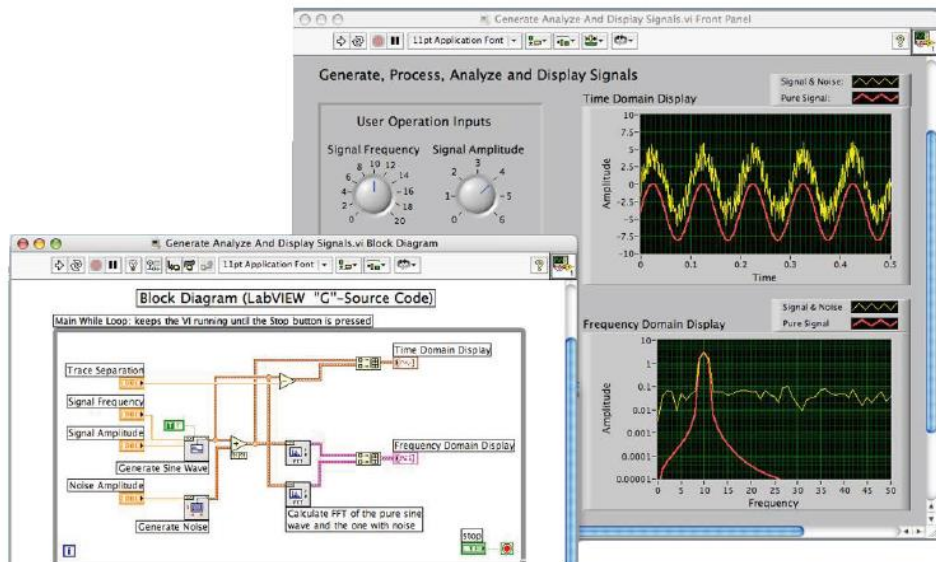 Generate Analyze And Display Signals.vi Front Panel
11pt Application Font
Generate, Process, Analyze and Display Signals
User Operation Inputs
Signal Frequency
0 2 4 6 8 10 12 14 16 18 20
Signal Amplitude
0 1 2 3 4 5 6
Signal & Noise:
Pure Signal:
Time Domain Display
Amplitude
10
7.5
5
2.5
0
-2.5
-5
-7.5
-10
0 0.1 0.2 0.3 0.4 0.5
Time
Signal & Noise
Pure Signal
Frequency Domain Display
Amplitude
10
1
0.1
0.01
0.001
0.0001
0.00001
0 5 10 15 20 25 30 35 40 45 50
Frequency
Generate Analyze And Display Signals.vi Block Diagram
11pt Application Font
Block Diagram (LabVIEW "G"-Source Code)
Main While Loop: keeps the VI running until the Stop button is pressed
Trace Separation
DBL
Signal Frequency
DBL
Signal Amplitude
DBL
Generate Sine Wave
Noise Amplitude
DBL
Generate Noise
Time Domain Display
FFT
Frequency Domain Display
FFT
Calculate FFT of the pure sine
wave and the one with noise
stop
i